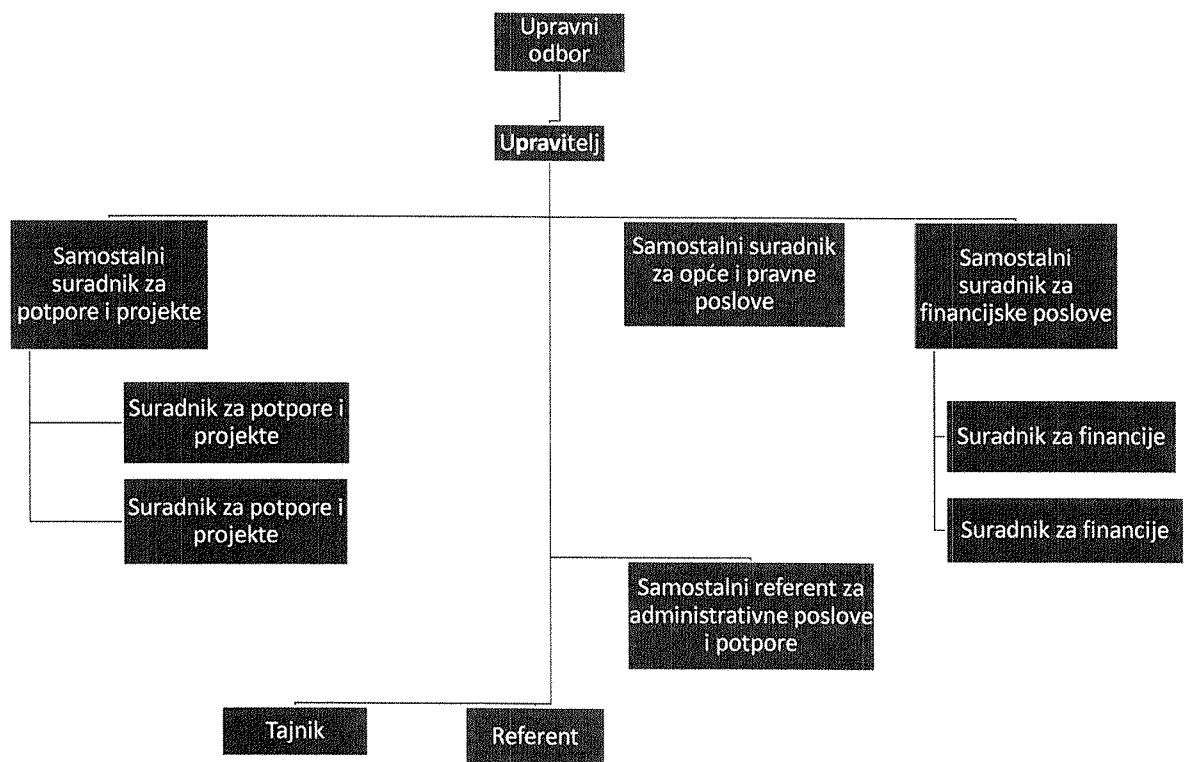 Upravni
odbor
Upravitelj
Samostalni
suradnik za
potpore i projekte
Samostalni suradnik
za opće i pravne
poslove
Samostalni
suradnik za
financijske poslove
Suradnik za potpore i
projekte
Suradnik za potpore i
projekte
Suradnik za financije
Suradnik za financije
Samostalni referent za
administrativne poslove
i potpore
Tajnik
Referent